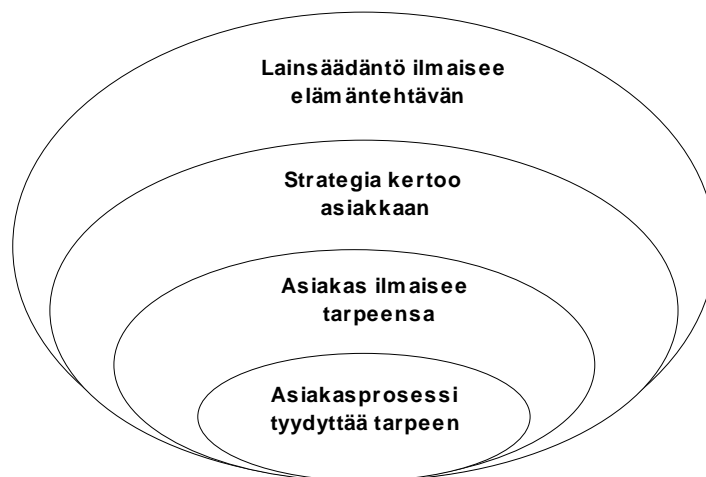 Lainsäädäntö ilmaisee
elämäntehtävän
Strategia kertoo
asiakkaan
Asiakas ilmaisee
tarpeensa
Asiakasprosessi
tyydyttää tarpeen